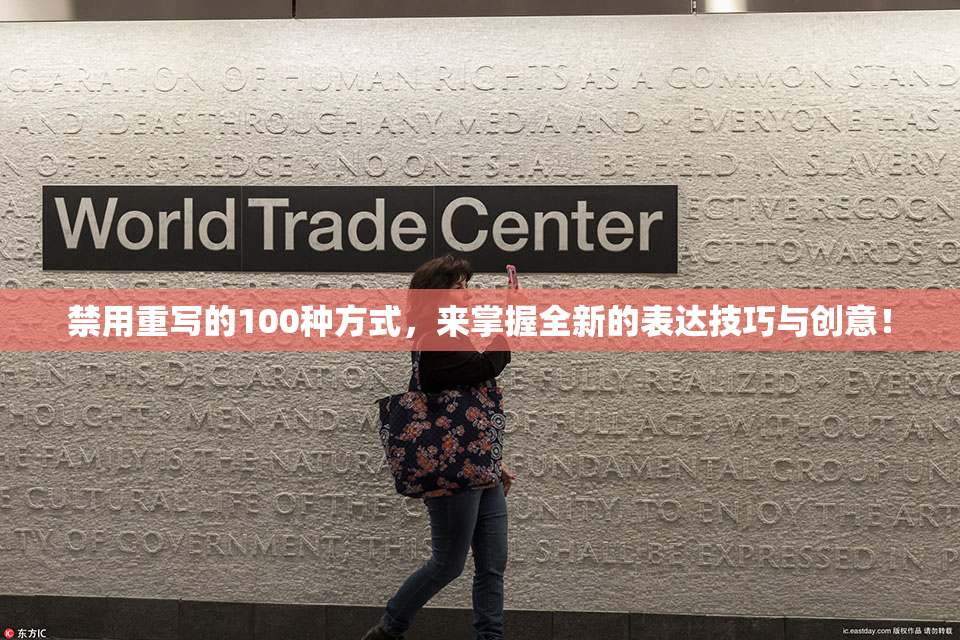 CLARATION OF HUMAN RIGHTS AS A COMMON STAND
AND IDEAS THROUGH ANY MEDIA AND • EVERYONE HAS T
N OF THIS PLEDGE • NO ONE SHALL BE HELD IN SLAVERY
World Trade Center
ECTIVE RECOGN
ACT TOWARDS O
禁用重写的100种方式，来掌握全新的表达技巧与创意！
IN THIS DECLARATION FULLY REALIZED • EVERYO
THOUGHT MEN AND OF FULL AGE, WITHO
E FAMILY IS THE NATURA FUNDAMENTAL GROUP
E CULTURAL LIFE OF THE C UNITY, TO ENJOY THE ART
TY OF GOVERNMENT; THIS SHALL BE EXPRESSED IN P
东方IC
ic.eastday.com 版权作品 请勿转载